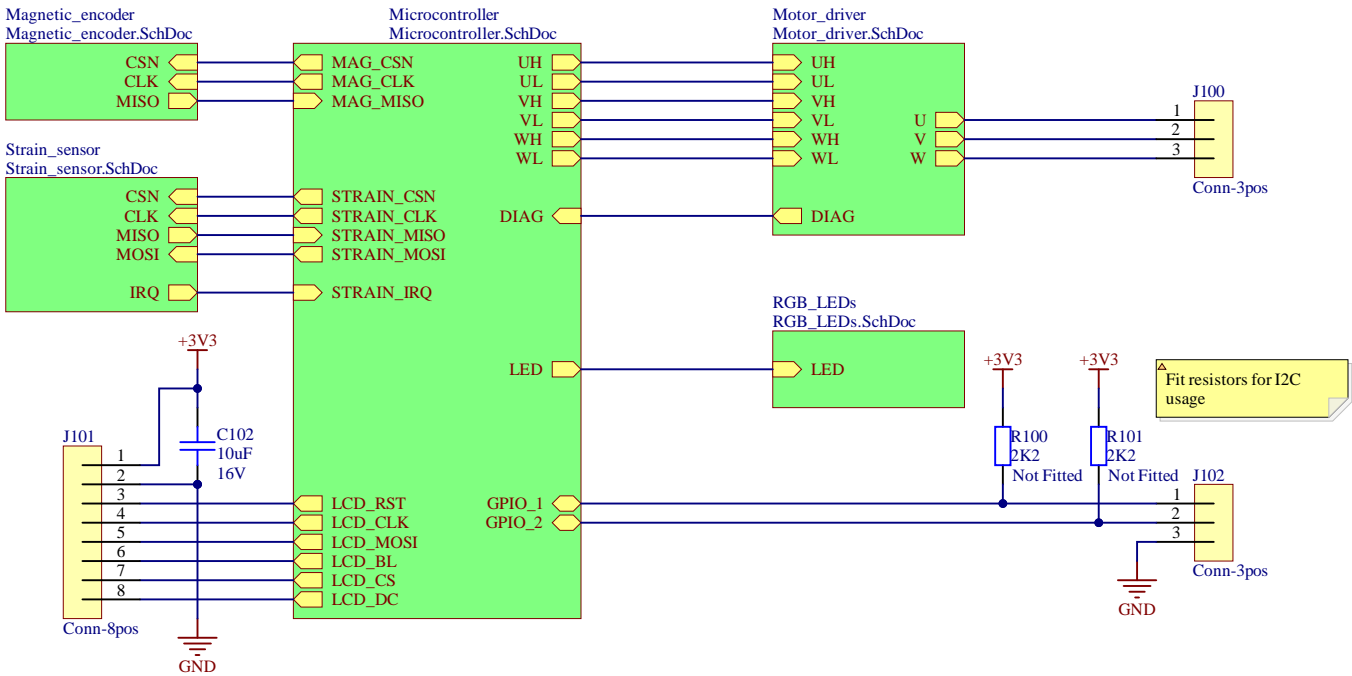 Magnetic_encoder
Magnetic_encoder.SchDoc
CSN
CLK
MISO
Strain_sensor
Strain_sensor.SchDoc
CSN
CLK
MISO
MOSI
IRQ
Microcontroller
Microcontroller.SchDoc
MAG_CSN
MAG_CLK
MAG_MISO
STRAIN_CSN
STRAIN_CLK
STRAIN_MISO
STRAIN_MOSI
STRAIN_IRQ
LCD_RST
LCD_CLK
LCD_MOSI
LCD_BL
LCD_CS
LCD_DC
UH
UL
VH
VL
WH
WL
DIAG
LED
GPIO_1
GPIO_2
Motor_driver
Motor_driver.SchDoc
UH
UL
VH
VL
WH
WL
DIAG
U
V
W
J100
1
2
3
Conn-3pos
RGB_LEDs
RGB_LEDs.SchDoc
LED
+3V3
C102
10uF
16V
GND
J101
1
2
3
4
5
6
7
8
Conn-8pos
+3V3
R100
2K2
Not Fitted
+3V3
R101
2K2
Not Fitted
Fit resistors for I2C
usage
J102
1
2
3
Conn-3pos
GND